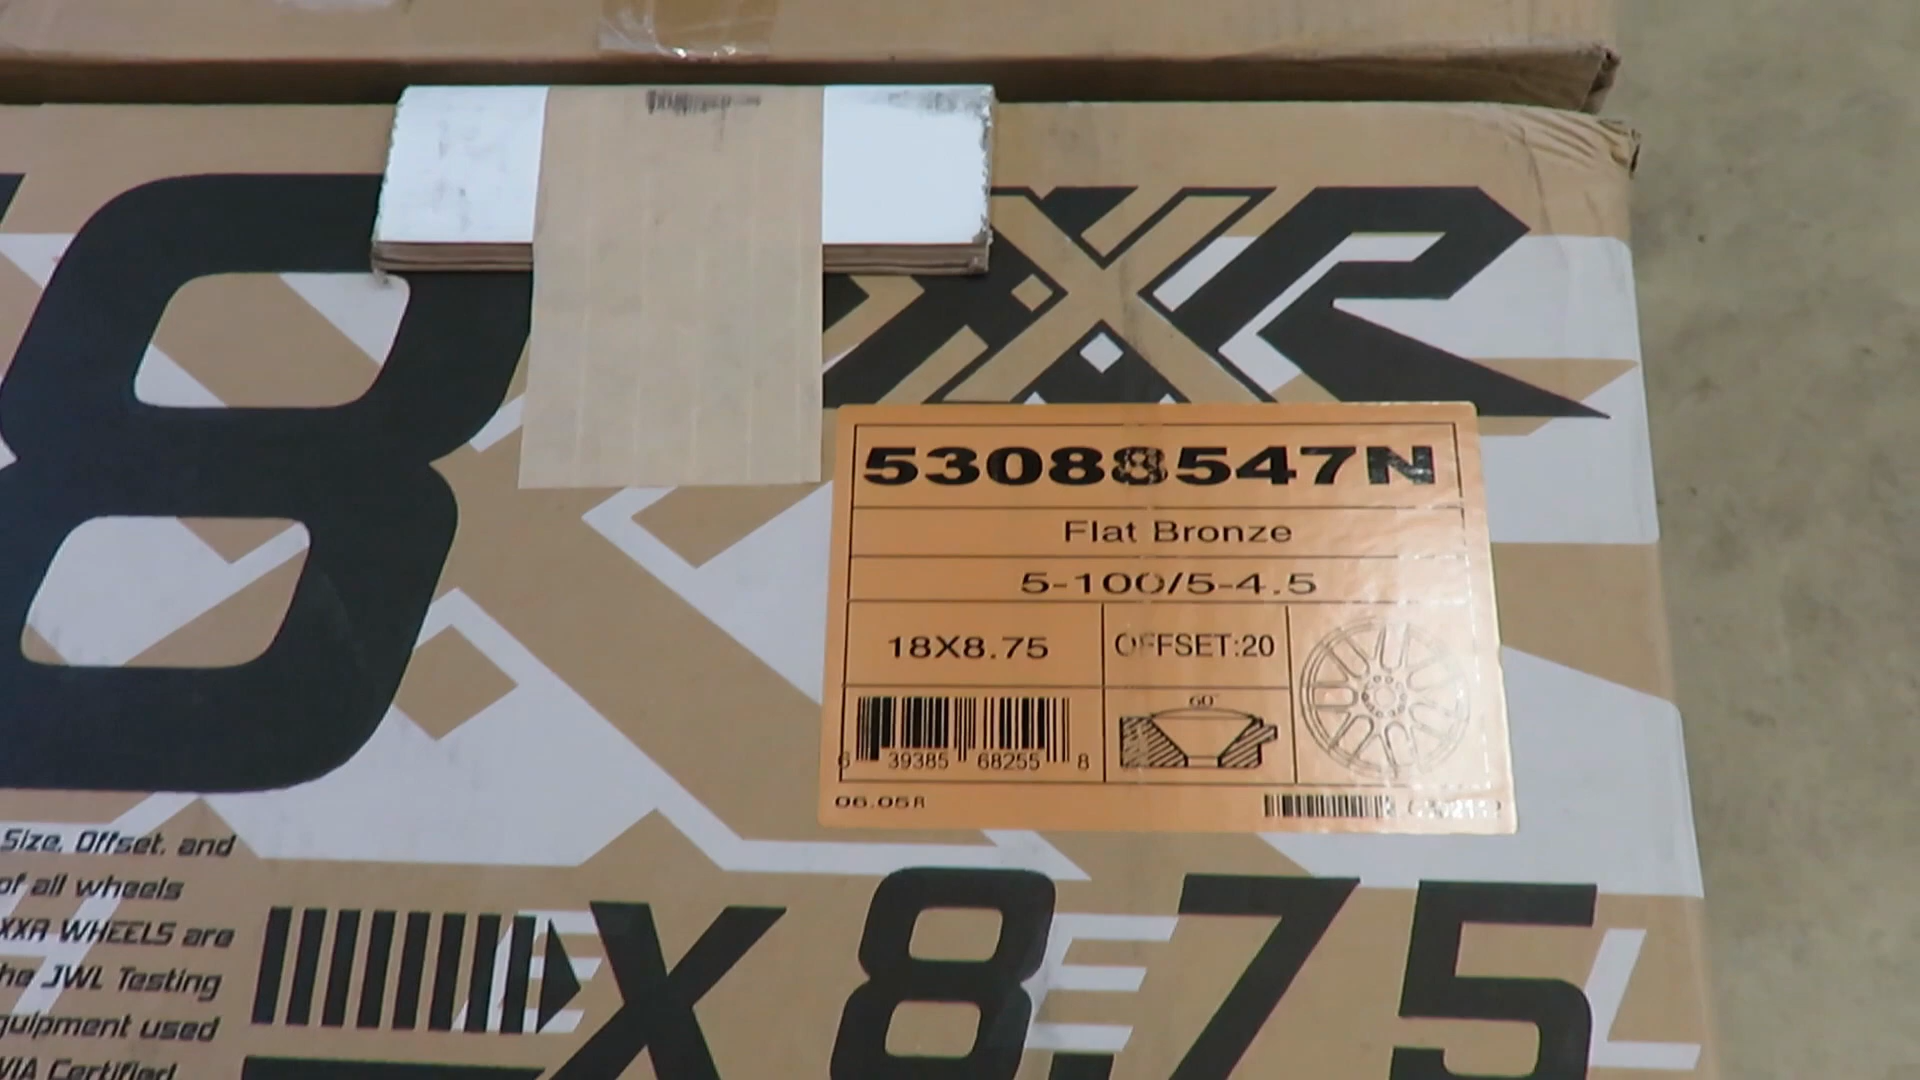 8
XXR
53088547N
Flat Bronze
5-100/5-4.5
18X8.75
OFFSET:20
60°
6 39385 68255 8
06.05R
Size, Offset, and
of all wheels
XXR WHEELS are
he JWL Testing
quipment used
VIA Certified
X 8.75